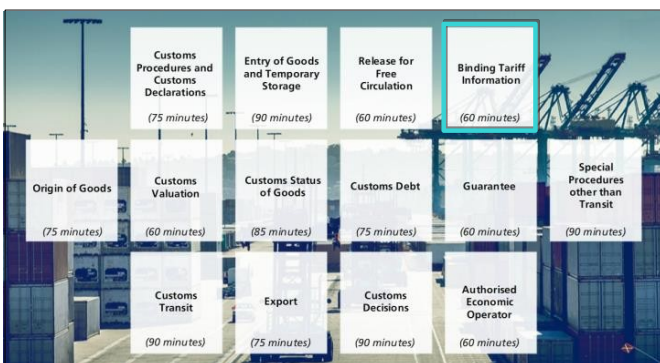 Customs
Procedures and
Customs
Declarations
(75 minutes)
Entry of Goods
and Temporary
Storage
(90 minutes)
Release for
Free
Circulation
(60 minutes)
Binding Tariff
Information
(60 minutes)
Origin of Goods
(75 minutes)
Customs
Valuation
(60 minutes)
Customs Status
of Goods
(85 minutes)
Customs Debt
(75 minutes)
Guarantee
(60 minutes)
Special
Procedures
other than
Transit
(90 minutes)
Customs
Transit
(90 minutes)
Export
(75 minutes)
Customs
Decisions
(90 minutes)
Authorised
Economic
Operator
(60 minutes)